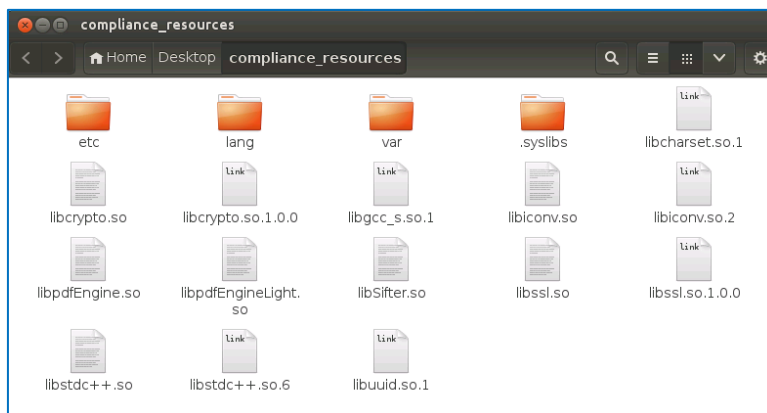 compliance_resources
Home Desktop compliance_resources
etc lang var .syslibs link libcharset.so.1
libcrypto.so link libcrypto.so.1.0.0 link libgcc_s.so.1 libiconv.so link libiconv.so.2
libpdfEngine.so libpdfEngineLight.so libSifter.so libssl.so link libssl.so.1.0.0
libstdc++.so link libstdc++.so.6 link libuuid.so.1